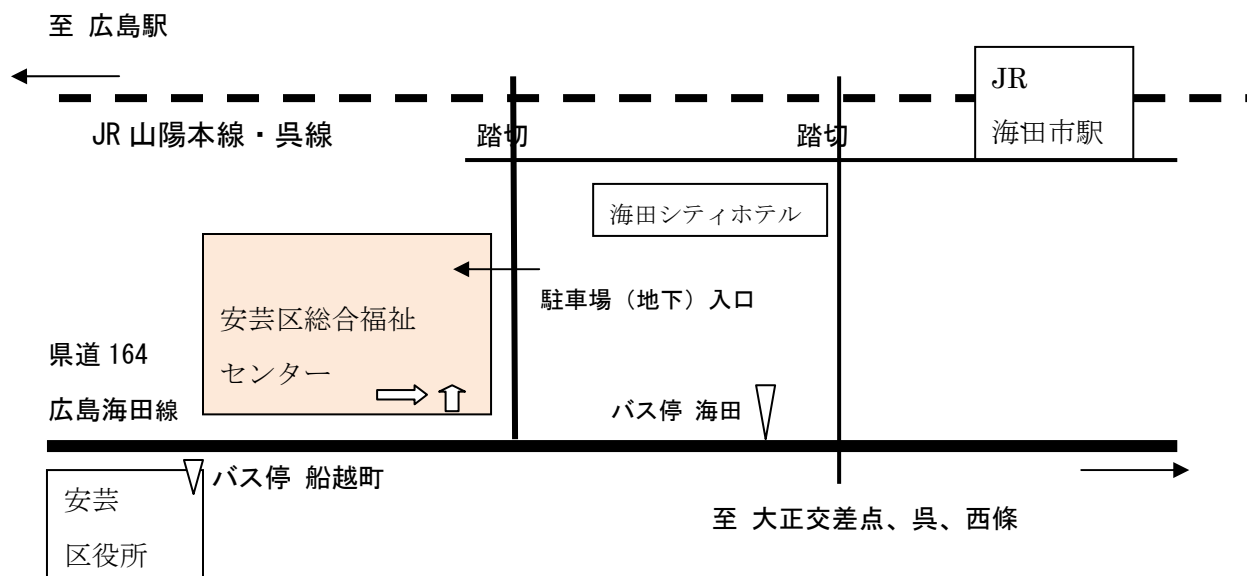 至 広島駅
JR
海田市駅
JR 山陽本線・呉線
踏切
踏切
海田シティホテル
駐車場（地下）入口
安芸区総合福祉
センター
県道 164
広島海田線
バス停 海田
バス停 船越町
安芸
区役所
至 大正交差点、呉、西條